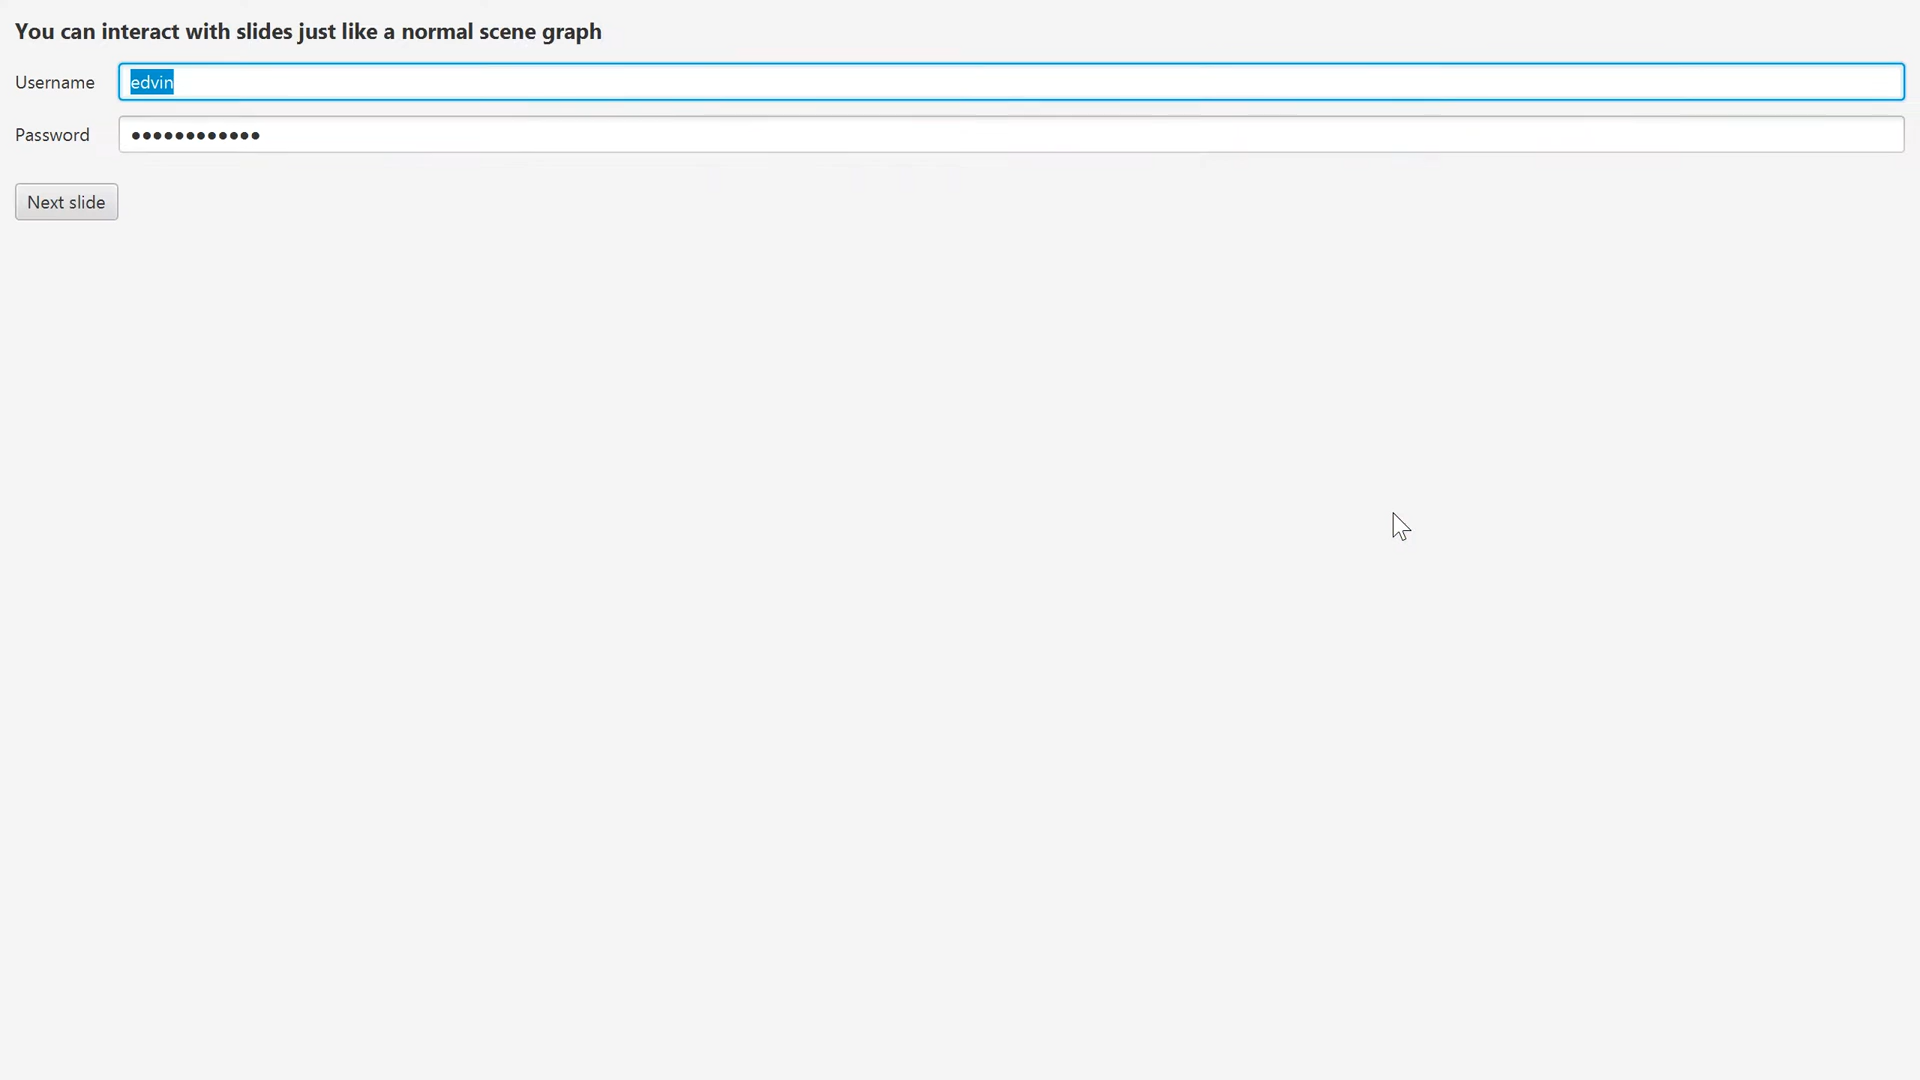 You can interact with slides just like a normal scene graph
Username edvin
Password ●●●●●●●●●●●●
Next slide